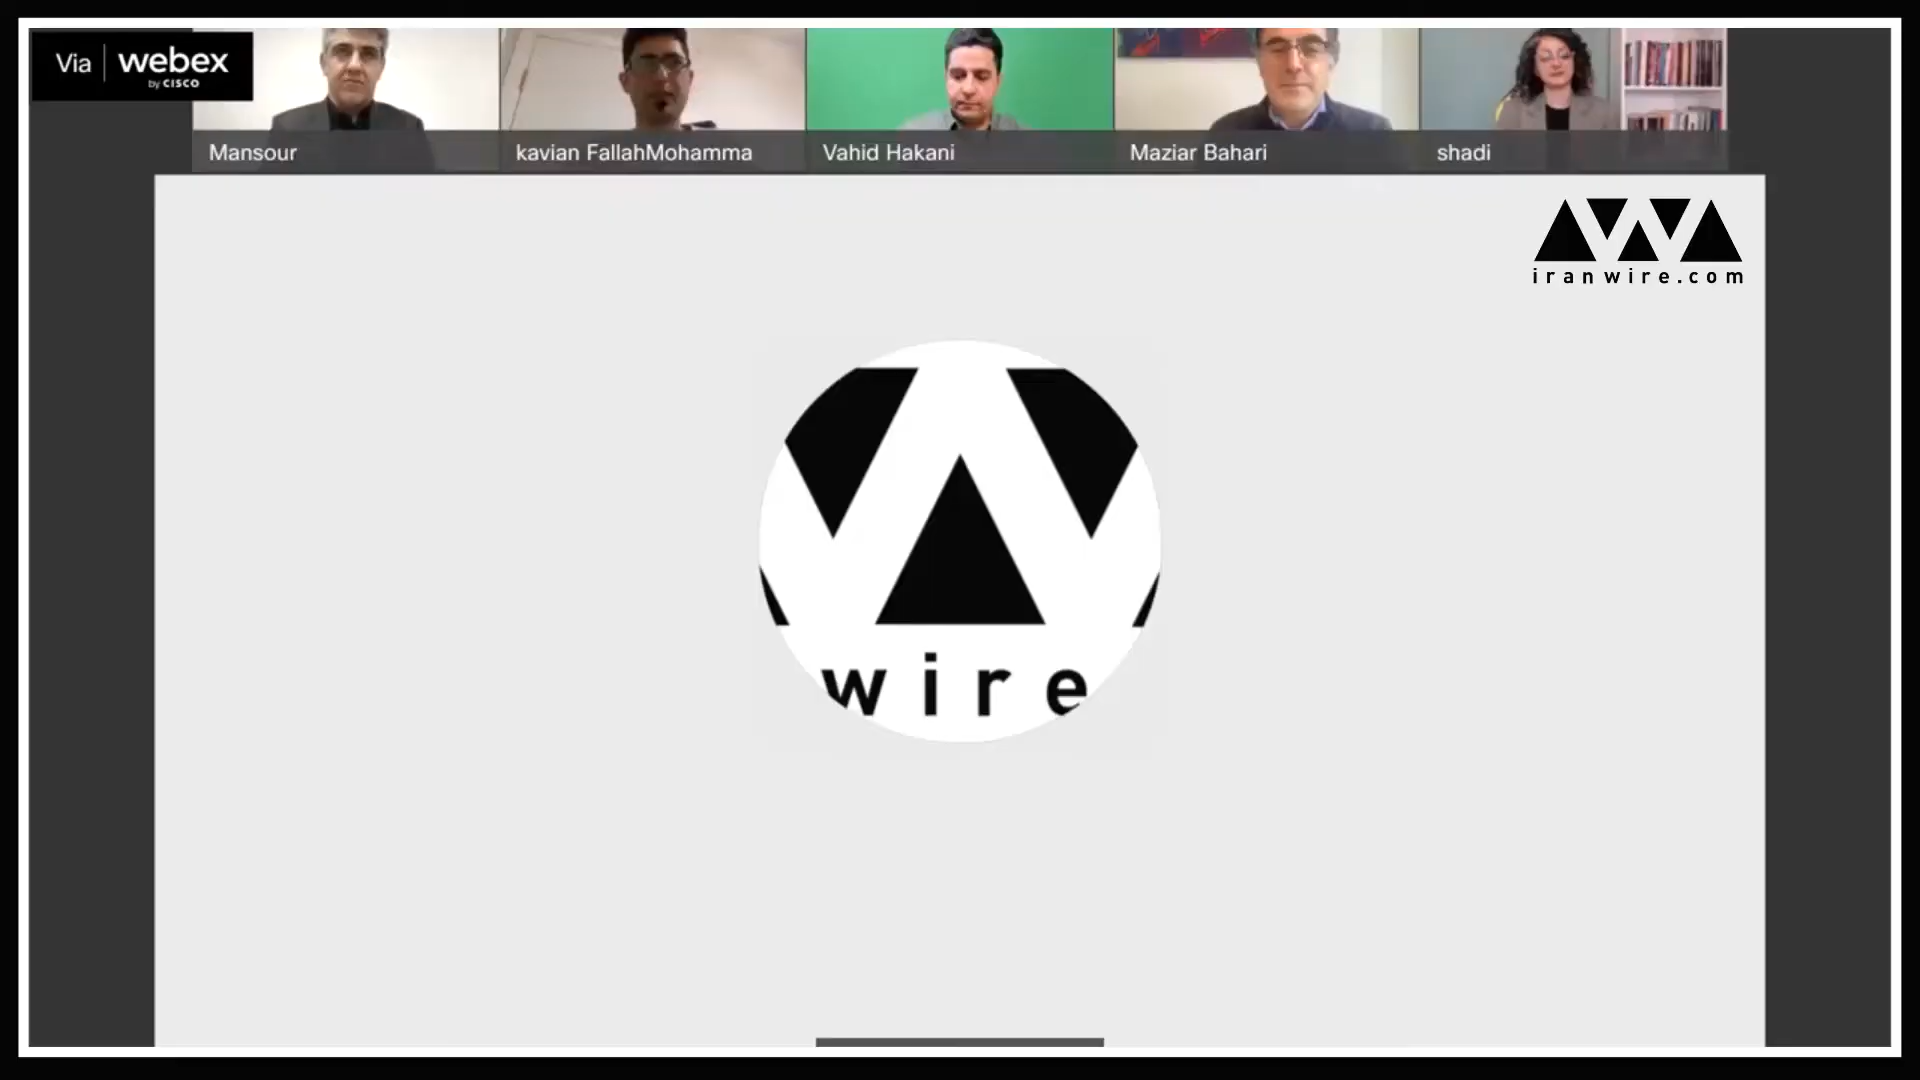 Via webex
by CISCO
Mansour
kavian FallahMohamma
Vahid Hakani
Maziar Bahari
shadi
iranwire.com
wire